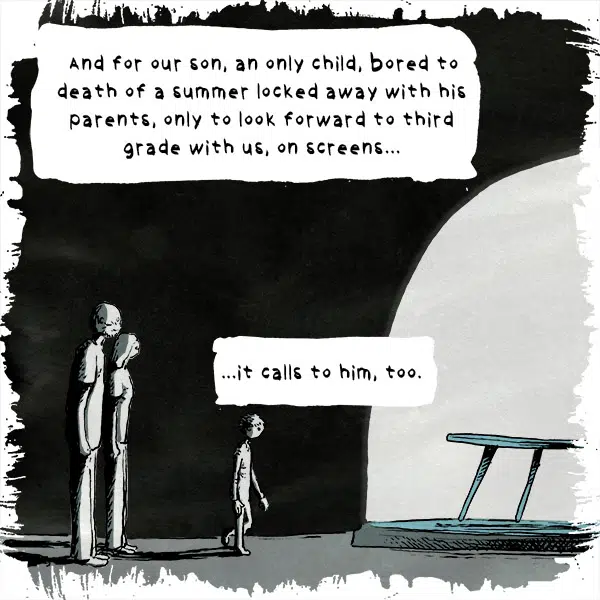 And for our son, an only child, bored to
death of a summer locked away with his
parents, only to look forward to third
grade with us, on screens...
...it calls to him, too.